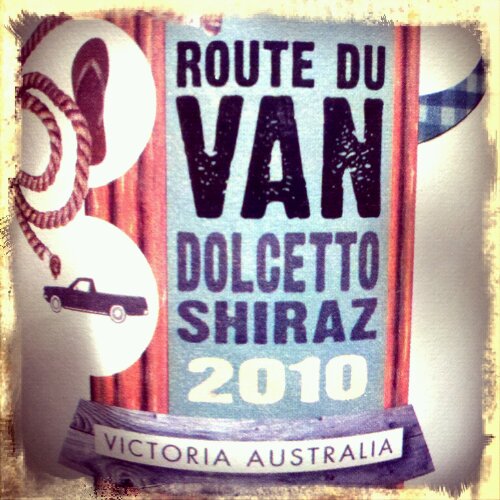 ROUTE DU
VAN
DOLCETTO
SHIRAZ
2010
VICTORIA AUSTRALIA